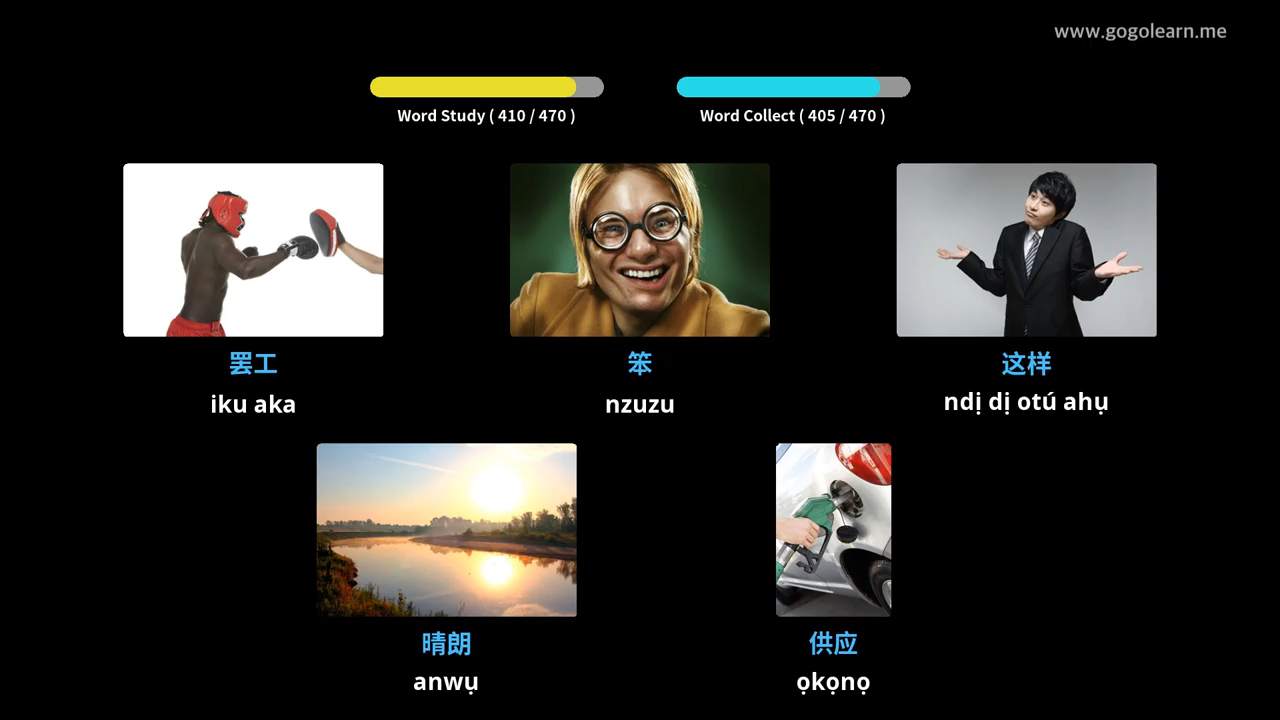 www.gogolearn.me
Word Study ( 410 / 470 )
Word Collect ( 405 / 470 )
罢工
iku aka
笨
nzuzu
这样
ndị dị otú ahụ
晴朗
anwụ
供应
ọkọnọ